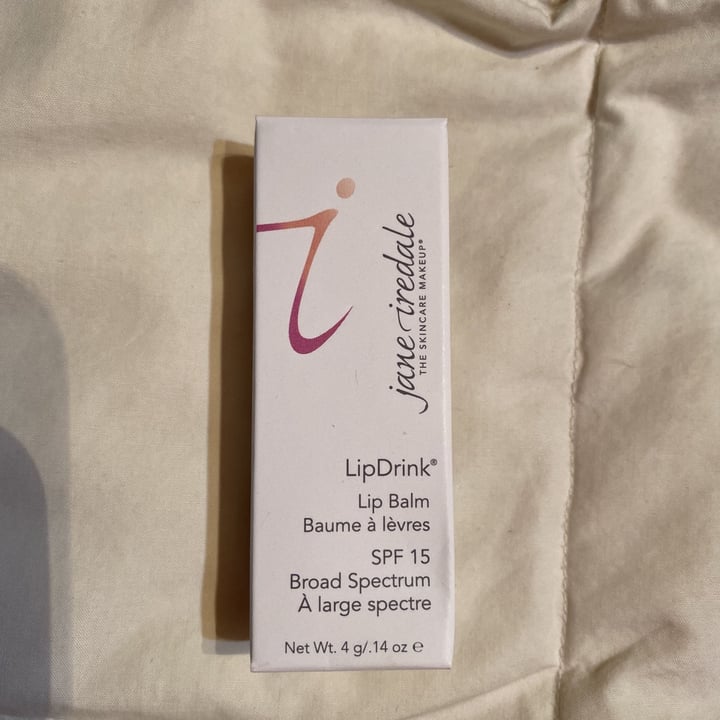 jane iredale
THE SKINCARE MAKEUP®
LipDrink®
Lip Balm
Baume à lèvres
SPF 15
Broad Spectrum
À large spectre
Net Wt. 4 g/.14 oz ℮